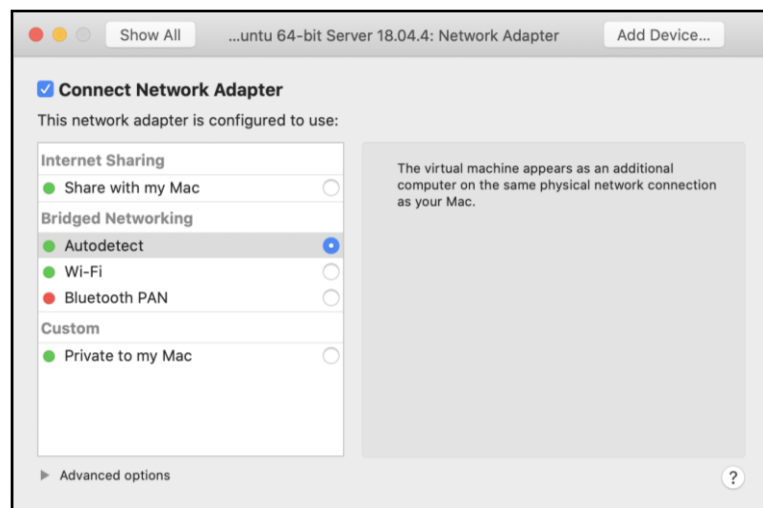 Show All
...untu 64-bit Server 18.04.4: Network Adapter
Add Device...
Connect Network Adapter
This network adapter is configured to use:
Internet Sharing
Share with my Mac
Bridged Networking
Autodetect
Wi-Fi
Bluetooth PAN
Custom
Private to my Mac
The virtual machine appears as an additional
computer on the same physical network connection
as your Mac.
Advanced options
?